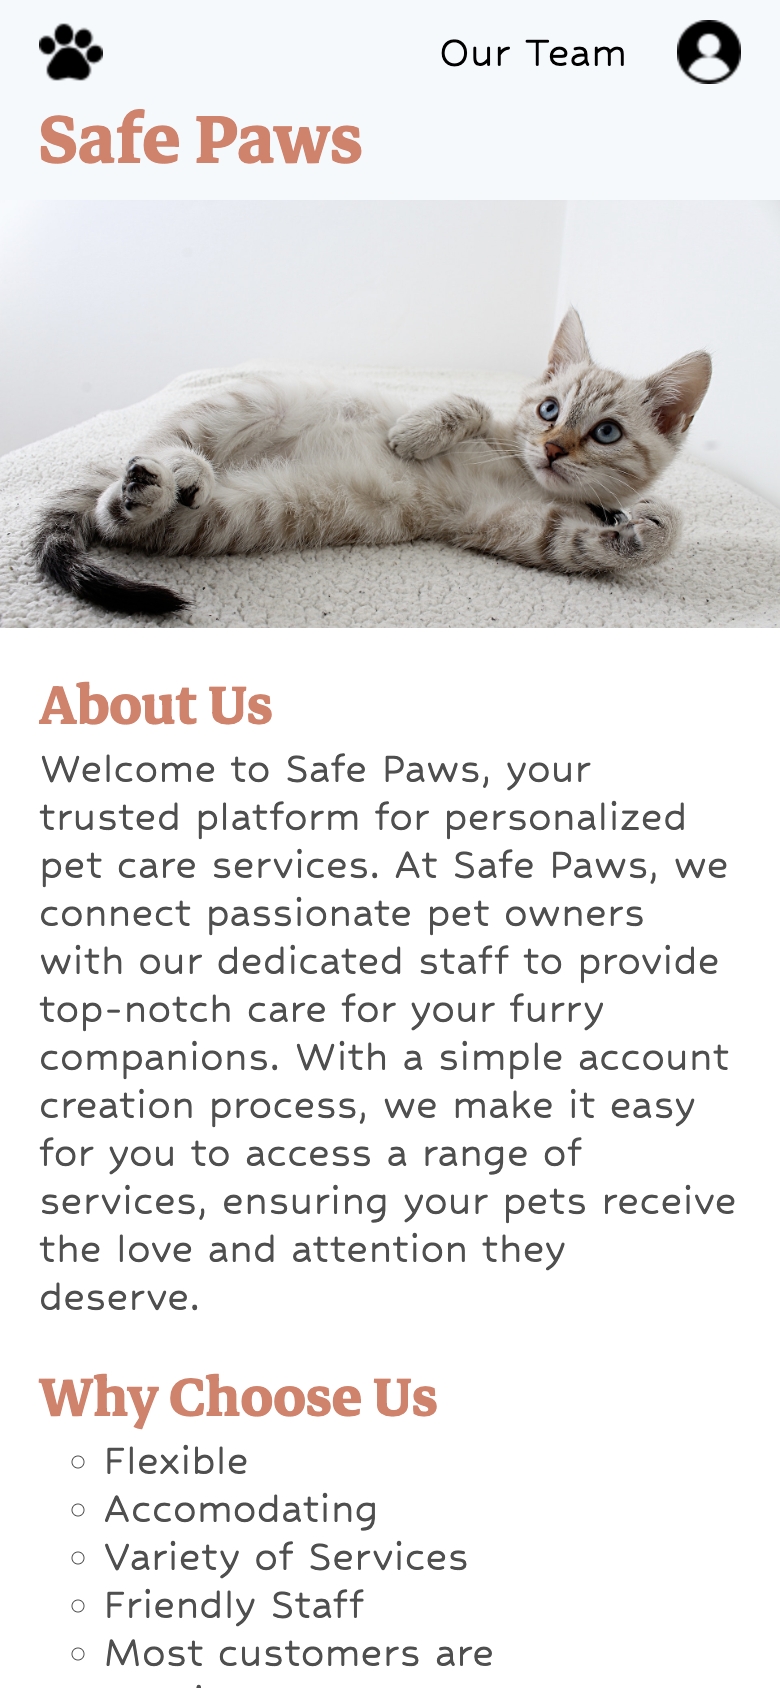 Our Team
Safe Paws
About Us
Welcome to Safe Paws, your
trusted platform for personalized
pet care services. At Safe Paws, we
connect passionate pet owners
with our dedicated staff to provide
top-notch care for your furry
companions. With a simple account
creation process, we make it easy
for you to access a range of
services, ensuring your pets receive
the love and attention they
deserve.
Why Choose Us
Flexible
Accomodating
Variety of Services
Friendly Staff
Most customers are